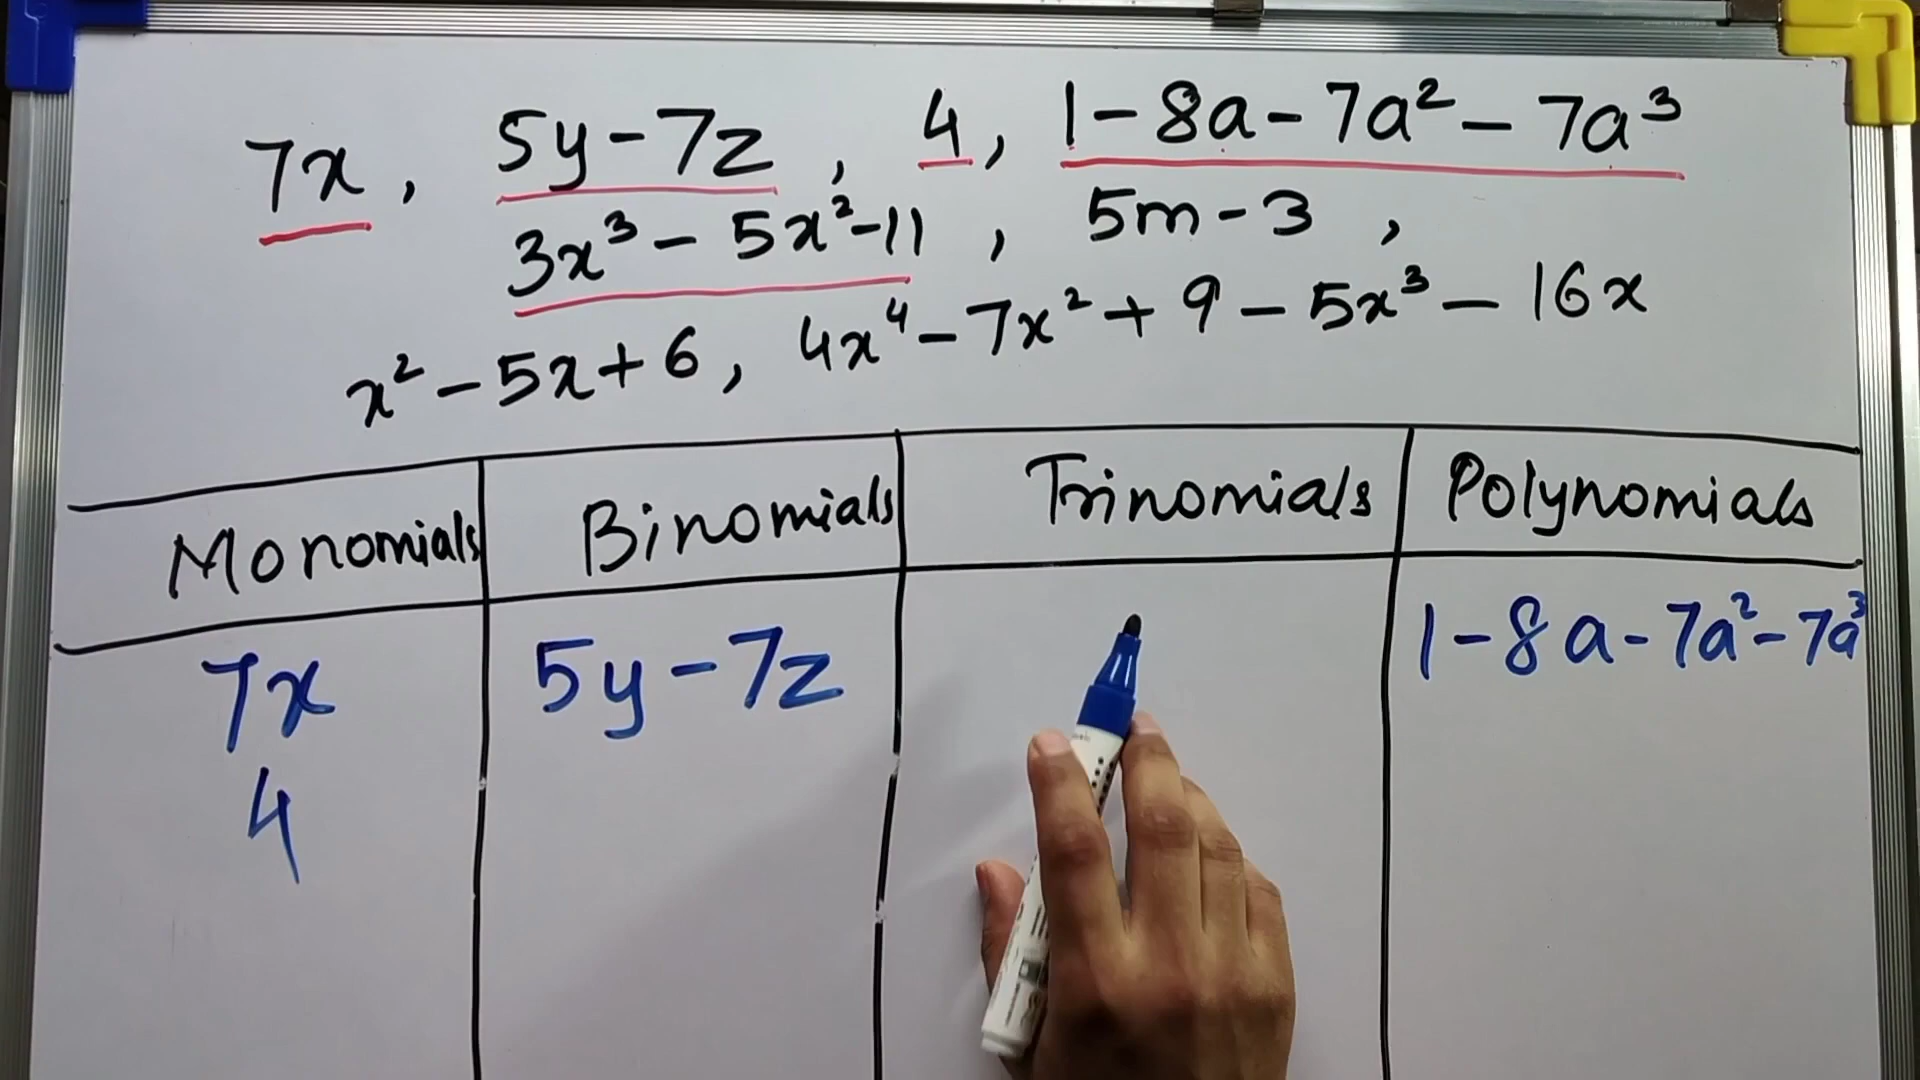 7x, 5y-7z, 4, 1-8a-7a²-7a³
3x³-5x²-11, 5m-3,
x²-5x+6, 4x⁴-7x²+9-5x³-16x
Monomials Binomials Trinomials Polynomials
7x 5y-7z 1-8a-7a²-7a³
4